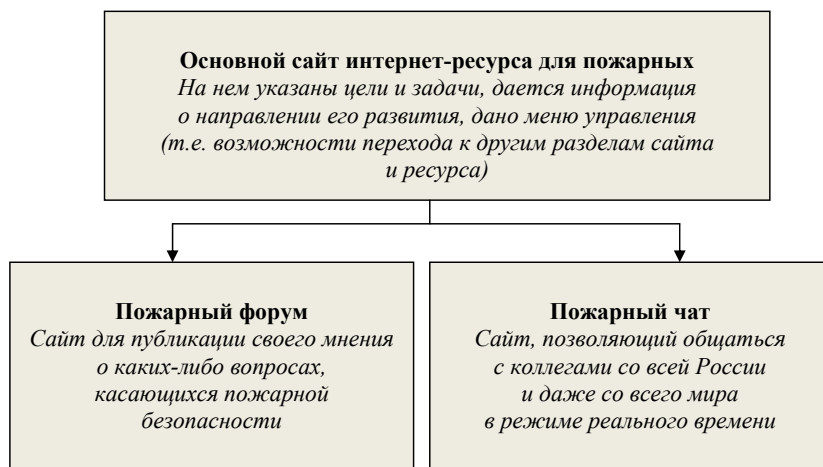 Основной сайт интернет-ресурса для пожарных
На нем указаны цели и задачи, дается информация
о направлении его развития, дано меню управления
(т.е. возможности перехода к другим разделам сайта
и ресурса)
Пожарный форум
Сайт для публикации своего мнения
о каких-либо вопросах,
касающихся пожарной
безопасности
Пожарный чат
Сайт, позволяющий общаться
с коллегами со всей России
и даже со всего мира
в режиме реального времени